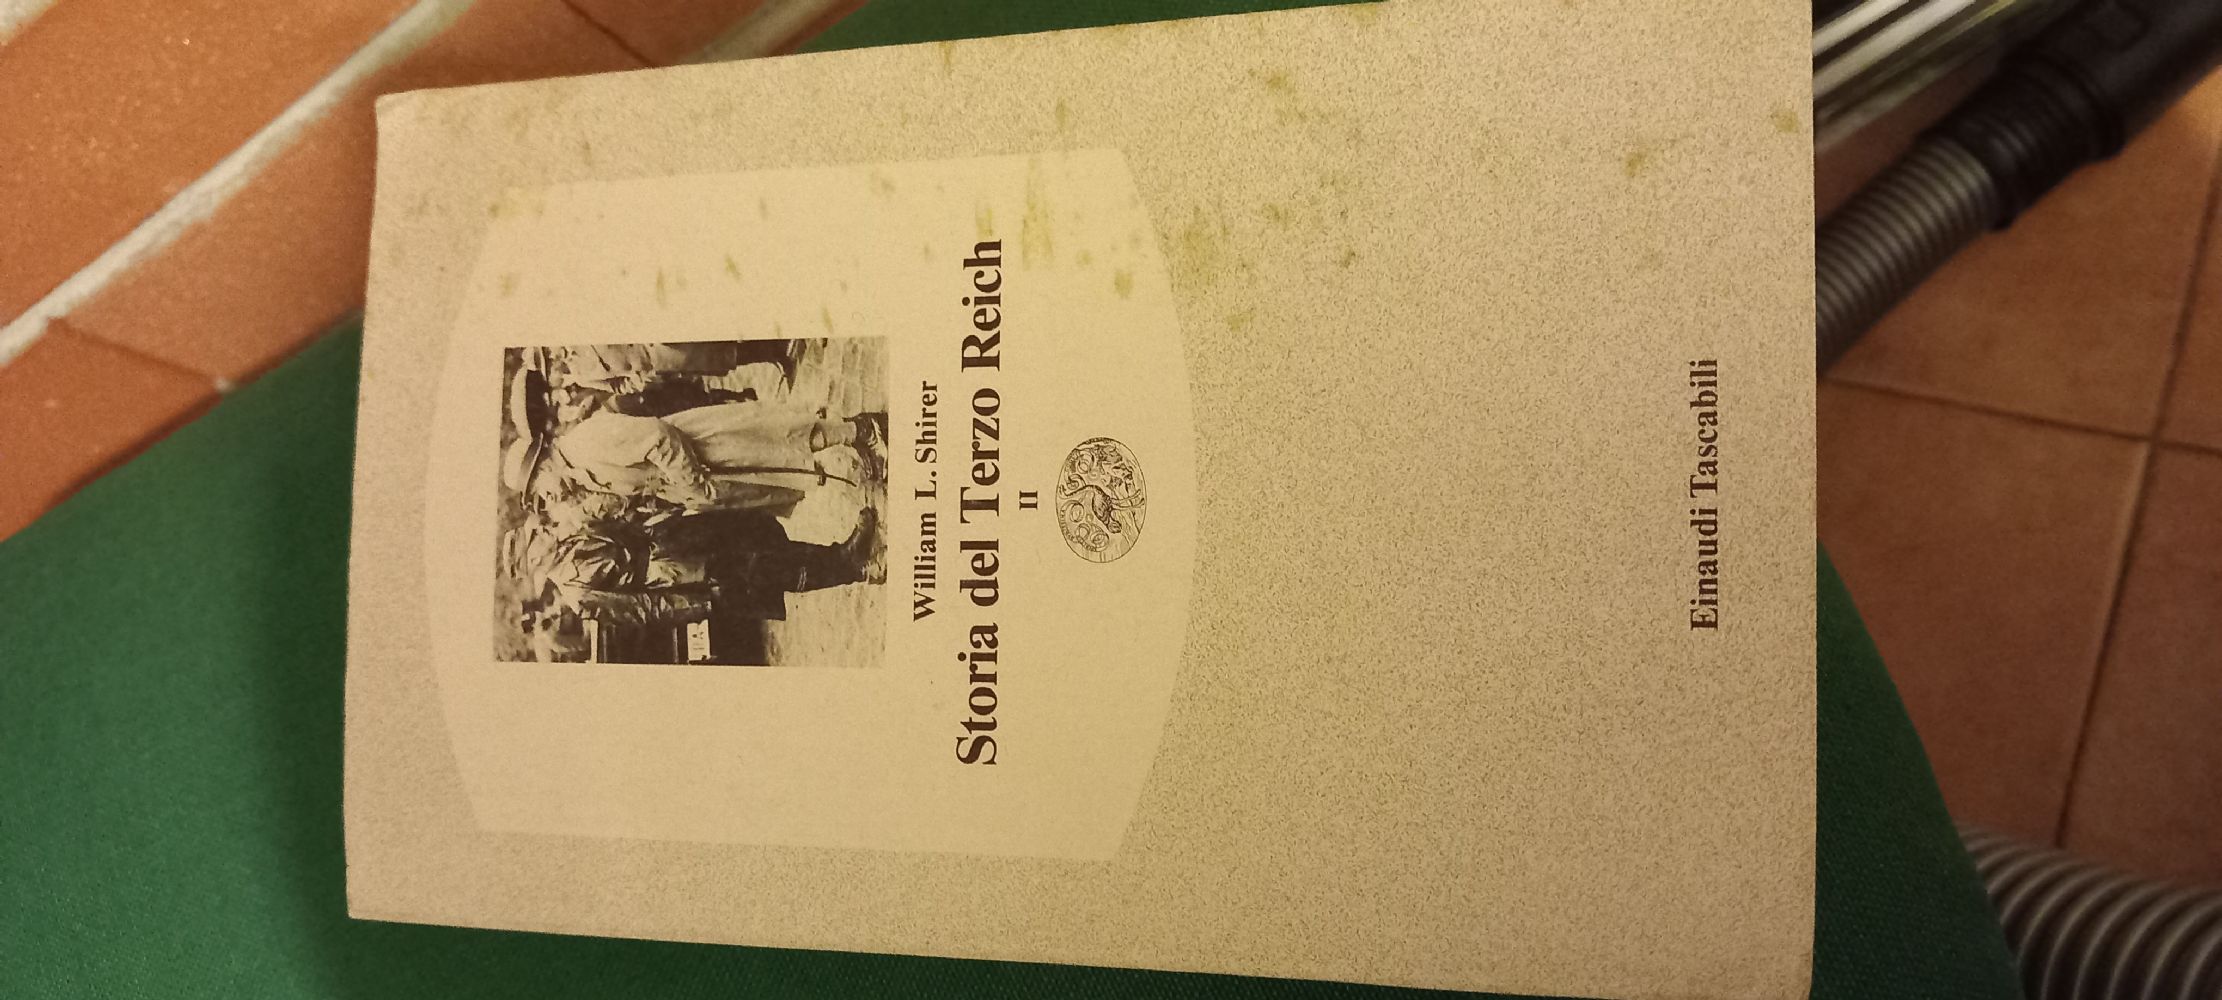 William L. Shirer
Storia del Terzo Reich
II
Einaudi Tascabili